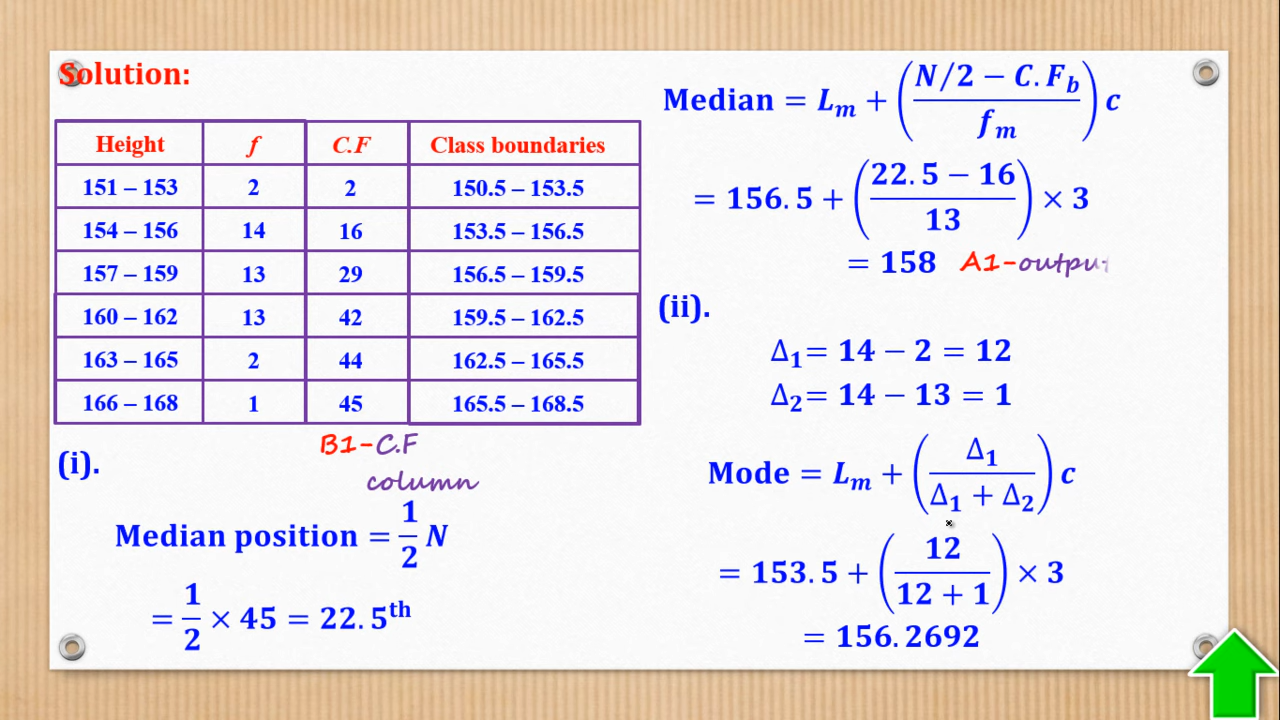 Solution:
Height f C.F Class boundaries
151 – 153 2 2 150.5 – 153.5
154 – 156 14 16 153.5 – 156.5
157 – 159 13 29 156.5 – 159.5
160 – 162 13 42 159.5 – 162.5
163 – 165 2 44 162.5 – 165.5
166 – 168 1 45 165.5 – 168.5
B1-C.F
column
(i).
Median position = 1/2 N
= 1/2 × 45 = 22.5th
Median = Lₘ + ((N/2 − C.F_b)/fₘ) c
= 156.5 + ((22.5 − 16)/13) × 3
= 158 A1-output
(ii).
Δ₁= 14 − 2 = 12
Δ₂= 14 − 13 = 1
Mode = Lₘ + (Δ₁/(Δ₁ + Δ₂)) c
= 153.5 + (12/(12 + 1)) × 3
= 156.2692